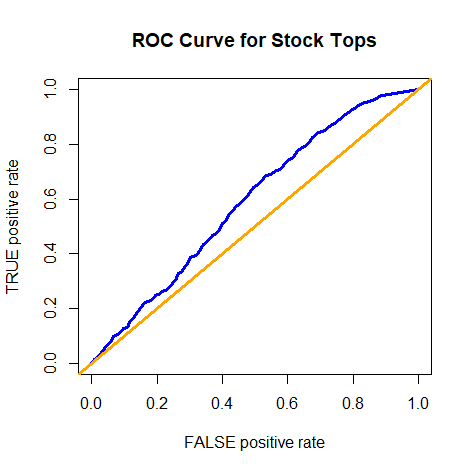 ROC Curve for Stock Tops
TRUE positive rate
1.0
0.8
0.6
0.4
0.2
0.0
0.0 0.2 0.4 0.6 0.8 1.0
FALSE positive rate